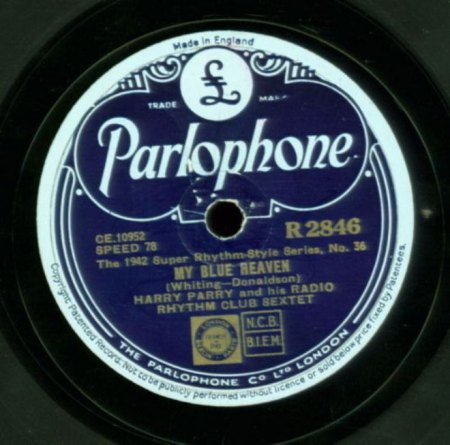 Made in England
£
TRADE MARK
Parlophone
R 2846
CE.10952
SPEED 78
The 1942 Super Rhythm-Style Series, No. 36
MY BLUE HEAVEN
(Whiting-Donaldson)
HARRY PARRY and his RADIO
RHYTHM CLUB SEXTET
N.C.B.
B.I.E.M.
THE PARLOPHONE CO LTD LONDON
Copyright. Patented Record. Not to be publicly performed without licence or sold below price fixed by Patentees.